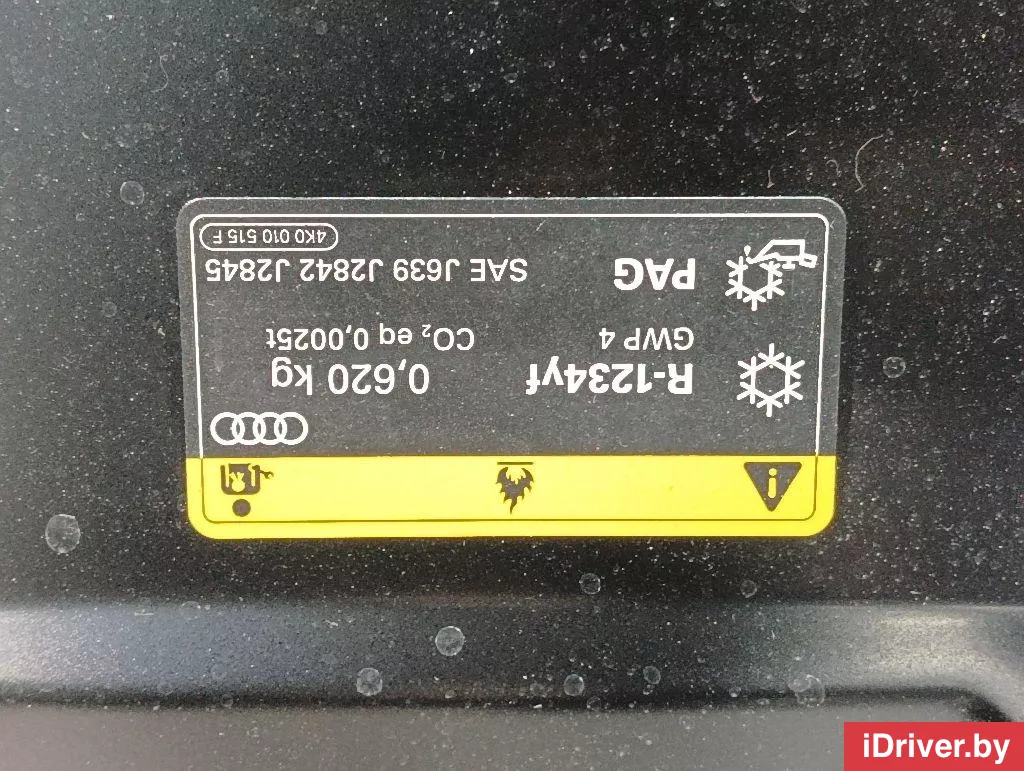 R-1234yf 0,620 kg
GWP 4 CO₂ eq 0,0025t
PAG SAE J639 J2842 J2845
4K0 010 515 F
iDriver.by